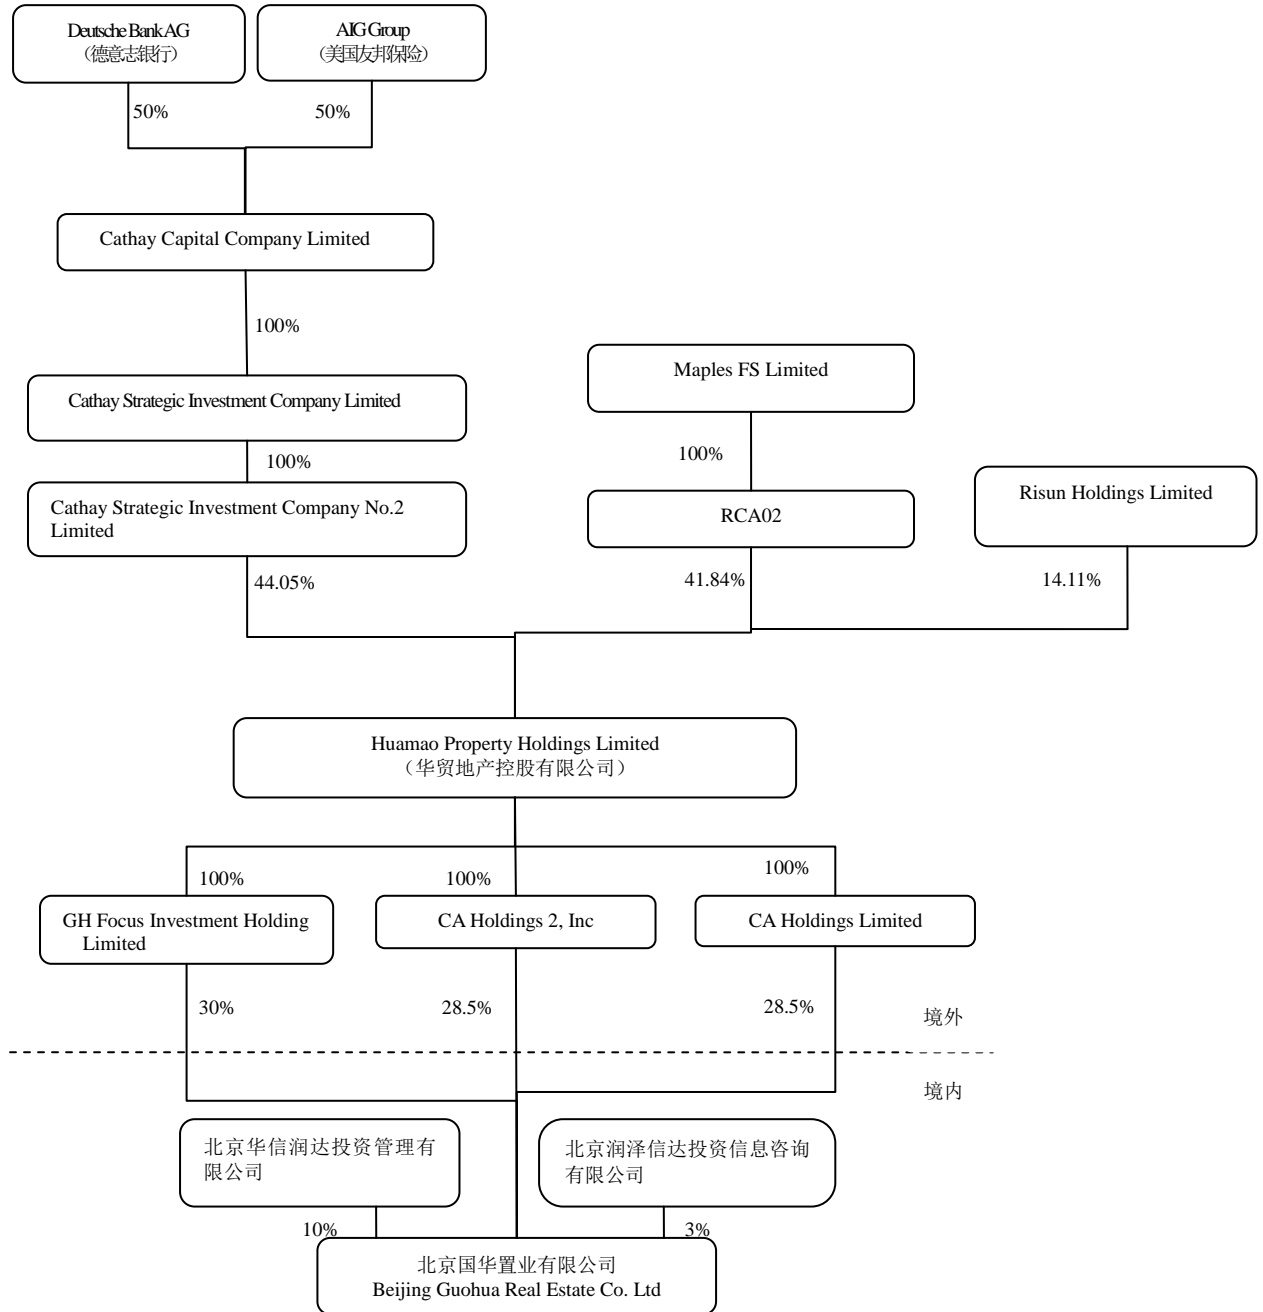 Deutsche Bank AG
（德意志银行）
AIG Group
（美国友邦保险）
50%
50%
Cathay Capital Company Limited
100%
Cathay Strategic Investment Company Limited
Maples FS Limited
100%
100%
Cathay Strategic Investment Company No.2
Limited
RCA02
Risun Holdings Limited
44.05%
41.84%
14.11%
Huamao Property Holdings Limited
（华贸地产控股有限公司）
100%
100%
100%
GH Focus Investment Holding
Limited
CA Holdings 2, Inc
CA Holdings Limited
30%
28.5%
28.5%
境外
境内
北京华信润达投资管理有
限公司
北京润泽信达投资信息咨询
有限公司
10%
3%
北京国华置业有限公司
Beijing Guohua Real Estate Co. Ltd